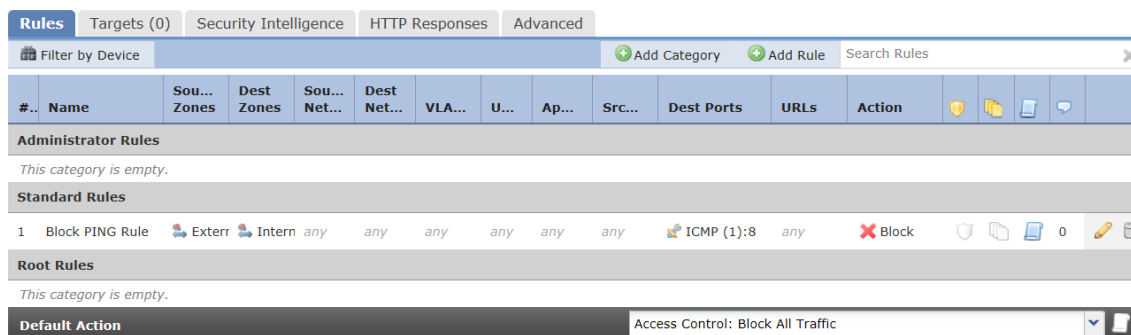 Rules Targets (0) Security Intelligence HTTP Responses Advanced
Filter by Device Add Category Add Rule Search Rules
#.. Name Sou... Zones Dest Zones Sou... Net... Dest Net... VLA... U... Ap... Src... Dest Ports URLs Action
Administrator Rules
This category is empty.
Standard Rules
1 Block PING Rule Extern Intern any any any any any any ICMP (1):8 any Block 0
Root Rules
This category is empty.
Default Action Access Control: Block All Traffic